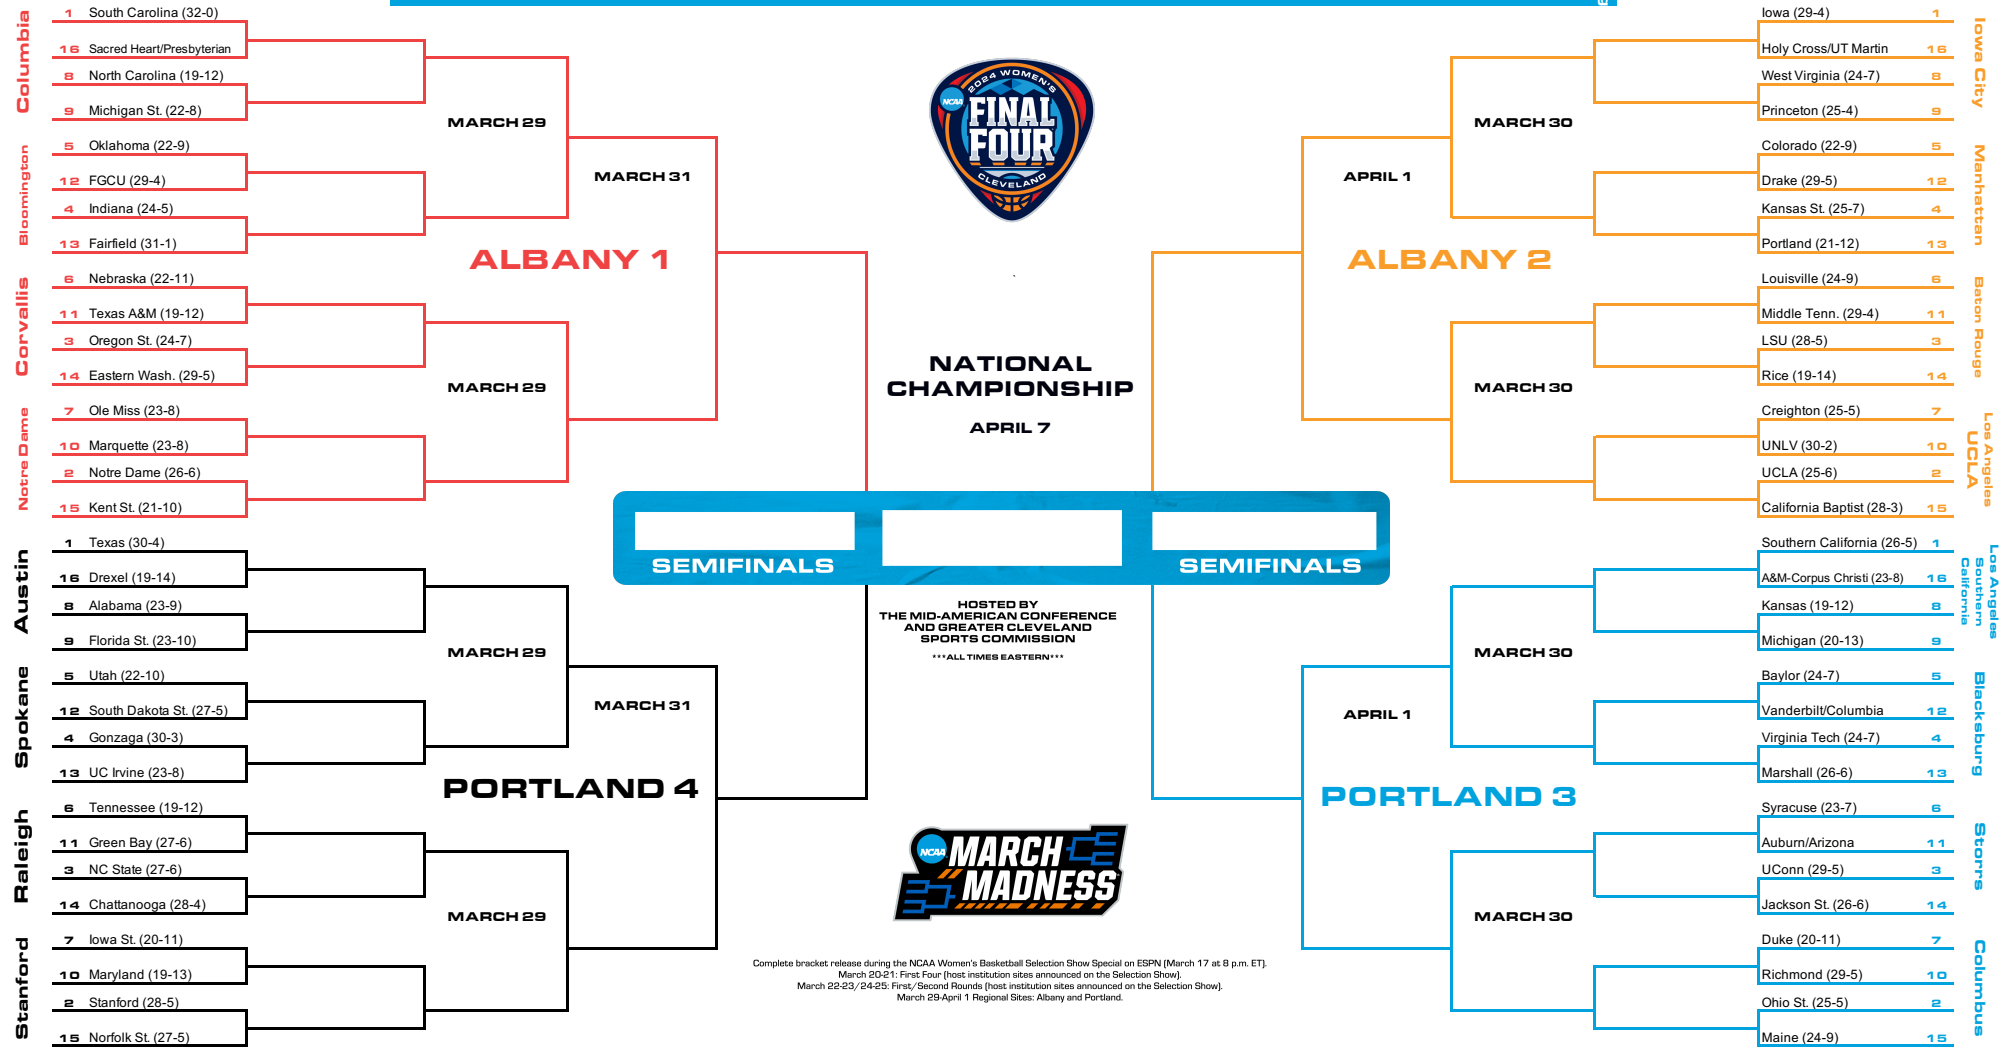 Columbia
1 South Carolina (32-0)
16 Sacred Heart/Presbyterian
8 North Carolina (19-12)
9 Michigan St. (22-8)
Bloomington
5 Oklahoma (22-9)
12 FGCU (29-4)
4 Indiana (24-5)
13 Fairfield (31-1)
Corvallis
6 Nebraska (22-11)
11 Texas A&M (19-12)
3 Oregon St. (24-7)
14 Eastern Wash. (29-5)
Notre Dame
7 Ole Miss (23-8)
10 Marquette (23-8)
2 Notre Dame (26-6)
15 Kent St. (21-10)
MARCH 29
MARCH 31
ALBANY 1
MARCH 29
Austin
1 Texas (30-4)
16 Drexel (19-14)
8 Alabama (23-9)
9 Florida St. (23-10)
Spokane
5 Utah (22-10)
12 South Dakota St. (27-5)
4 Gonzaga (30-3)
13 UC Irvine (23-8)
Raleigh
6 Tennessee (19-12)
11 Green Bay (27-6)
3 NC State (27-6)
14 Chattanooga (28-4)
Stanford
7 Iowa St. (20-11)
10 Maryland (19-13)
2 Stanford (28-5)
15 Norfolk St. (27-5)
MARCH 29
MARCH 31
PORTLAND 4
MARCH 29
2024 WOMEN'S
NCAA
FINAL
FOUR
CLEVELAND
NATIONAL
CHAMPIONSHIP
APRIL 7
SEMIFINALS
SEMIFINALS
HOSTED BY
THE MID-AMERICAN CONFERENCE
AND GREATER CLEVELAND
SPORTS COMMISSION
***ALL TIMES EASTERN***
NCAA
MARCH
MADNESS
Complete bracket release during the NCAA Women's Basketball Selection Show Special on ESPN (March 17 at 8 p.m. ET).
March 20-21: First Four (host institution sites announced on the Selection Show).
March 22-23/24-25: First/Second Rounds (host institution sites announced on the Selection Show).
March 29-April 1 Regional Sites: Albany and Portland.
Iowa (29-4) 1
Holy Cross/UT Martin 16
West Virginia (24-7) 8
Princeton (25-4) 9
Iowa City
Colorado (22-9) 5
Drake (29-5) 12
Kansas St. (25-7) 4
Portland (21-12) 13
Manhattan
Louisville (24-9) 6
Middle Tenn. (29-4) 11
LSU (28-5) 3
Rice (19-14) 14
Baton Rouge
Creighton (25-5) 7
UNLV (30-2) 10
UCLA (25-6) 2
California Baptist (28-3) 15
Los Angeles
UCLA
MARCH 30
APRIL 1
ALBANY 2
MARCH 30
Southern California (26-5) 1
A&M-Corpus Christi (23-8) 16
Kansas (19-12) 8
Michigan (20-13) 9
Los Angeles
Southern
California
Baylor (24-7) 5
Vanderbilt/Columbia 12
Virginia Tech (24-7) 4
Marshall (26-6) 13
Blacksburg
Syracuse (23-7) 6
Auburn/Arizona 11
UConn (29-5) 3
Jackson St. (26-6) 14
Storrs
Duke (20-11) 7
Richmond (29-5) 10
Ohio St. (25-5) 2
Maine (24-9) 15
Columbus
MARCH 30
APRIL 1
PORTLAND 3
MARCH 30